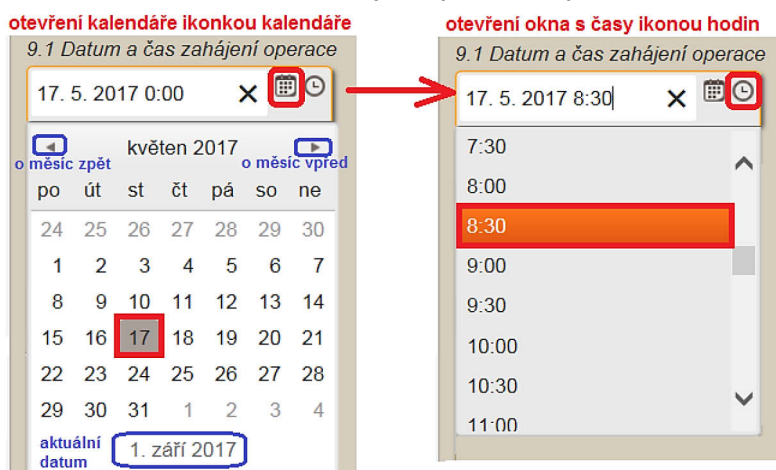 otevření kalendáře ikonkou kalendáře
9.1 Datum a čas zahájení operace
17. 5. 2017 0:00
květen 2017
o měsíc zpět
o měsíc vpřed
po út st čt pá so ne
24 25 26 27 28 29 30
1 2 3 4 5 6 7
8 9 10 11 12 13 14
15 16 17 18 19 20 21
22 23 24 25 26 27 28
29 30 31 1 2 3 4
aktuální
datum
1. září 2017
otevření okna s časy ikonou hodin
9.1 Datum a čas zahájení operace
17. 5. 2017 8:30
7:30
8:00
8:30
9:00
9:30
10:00
10:30
11:00